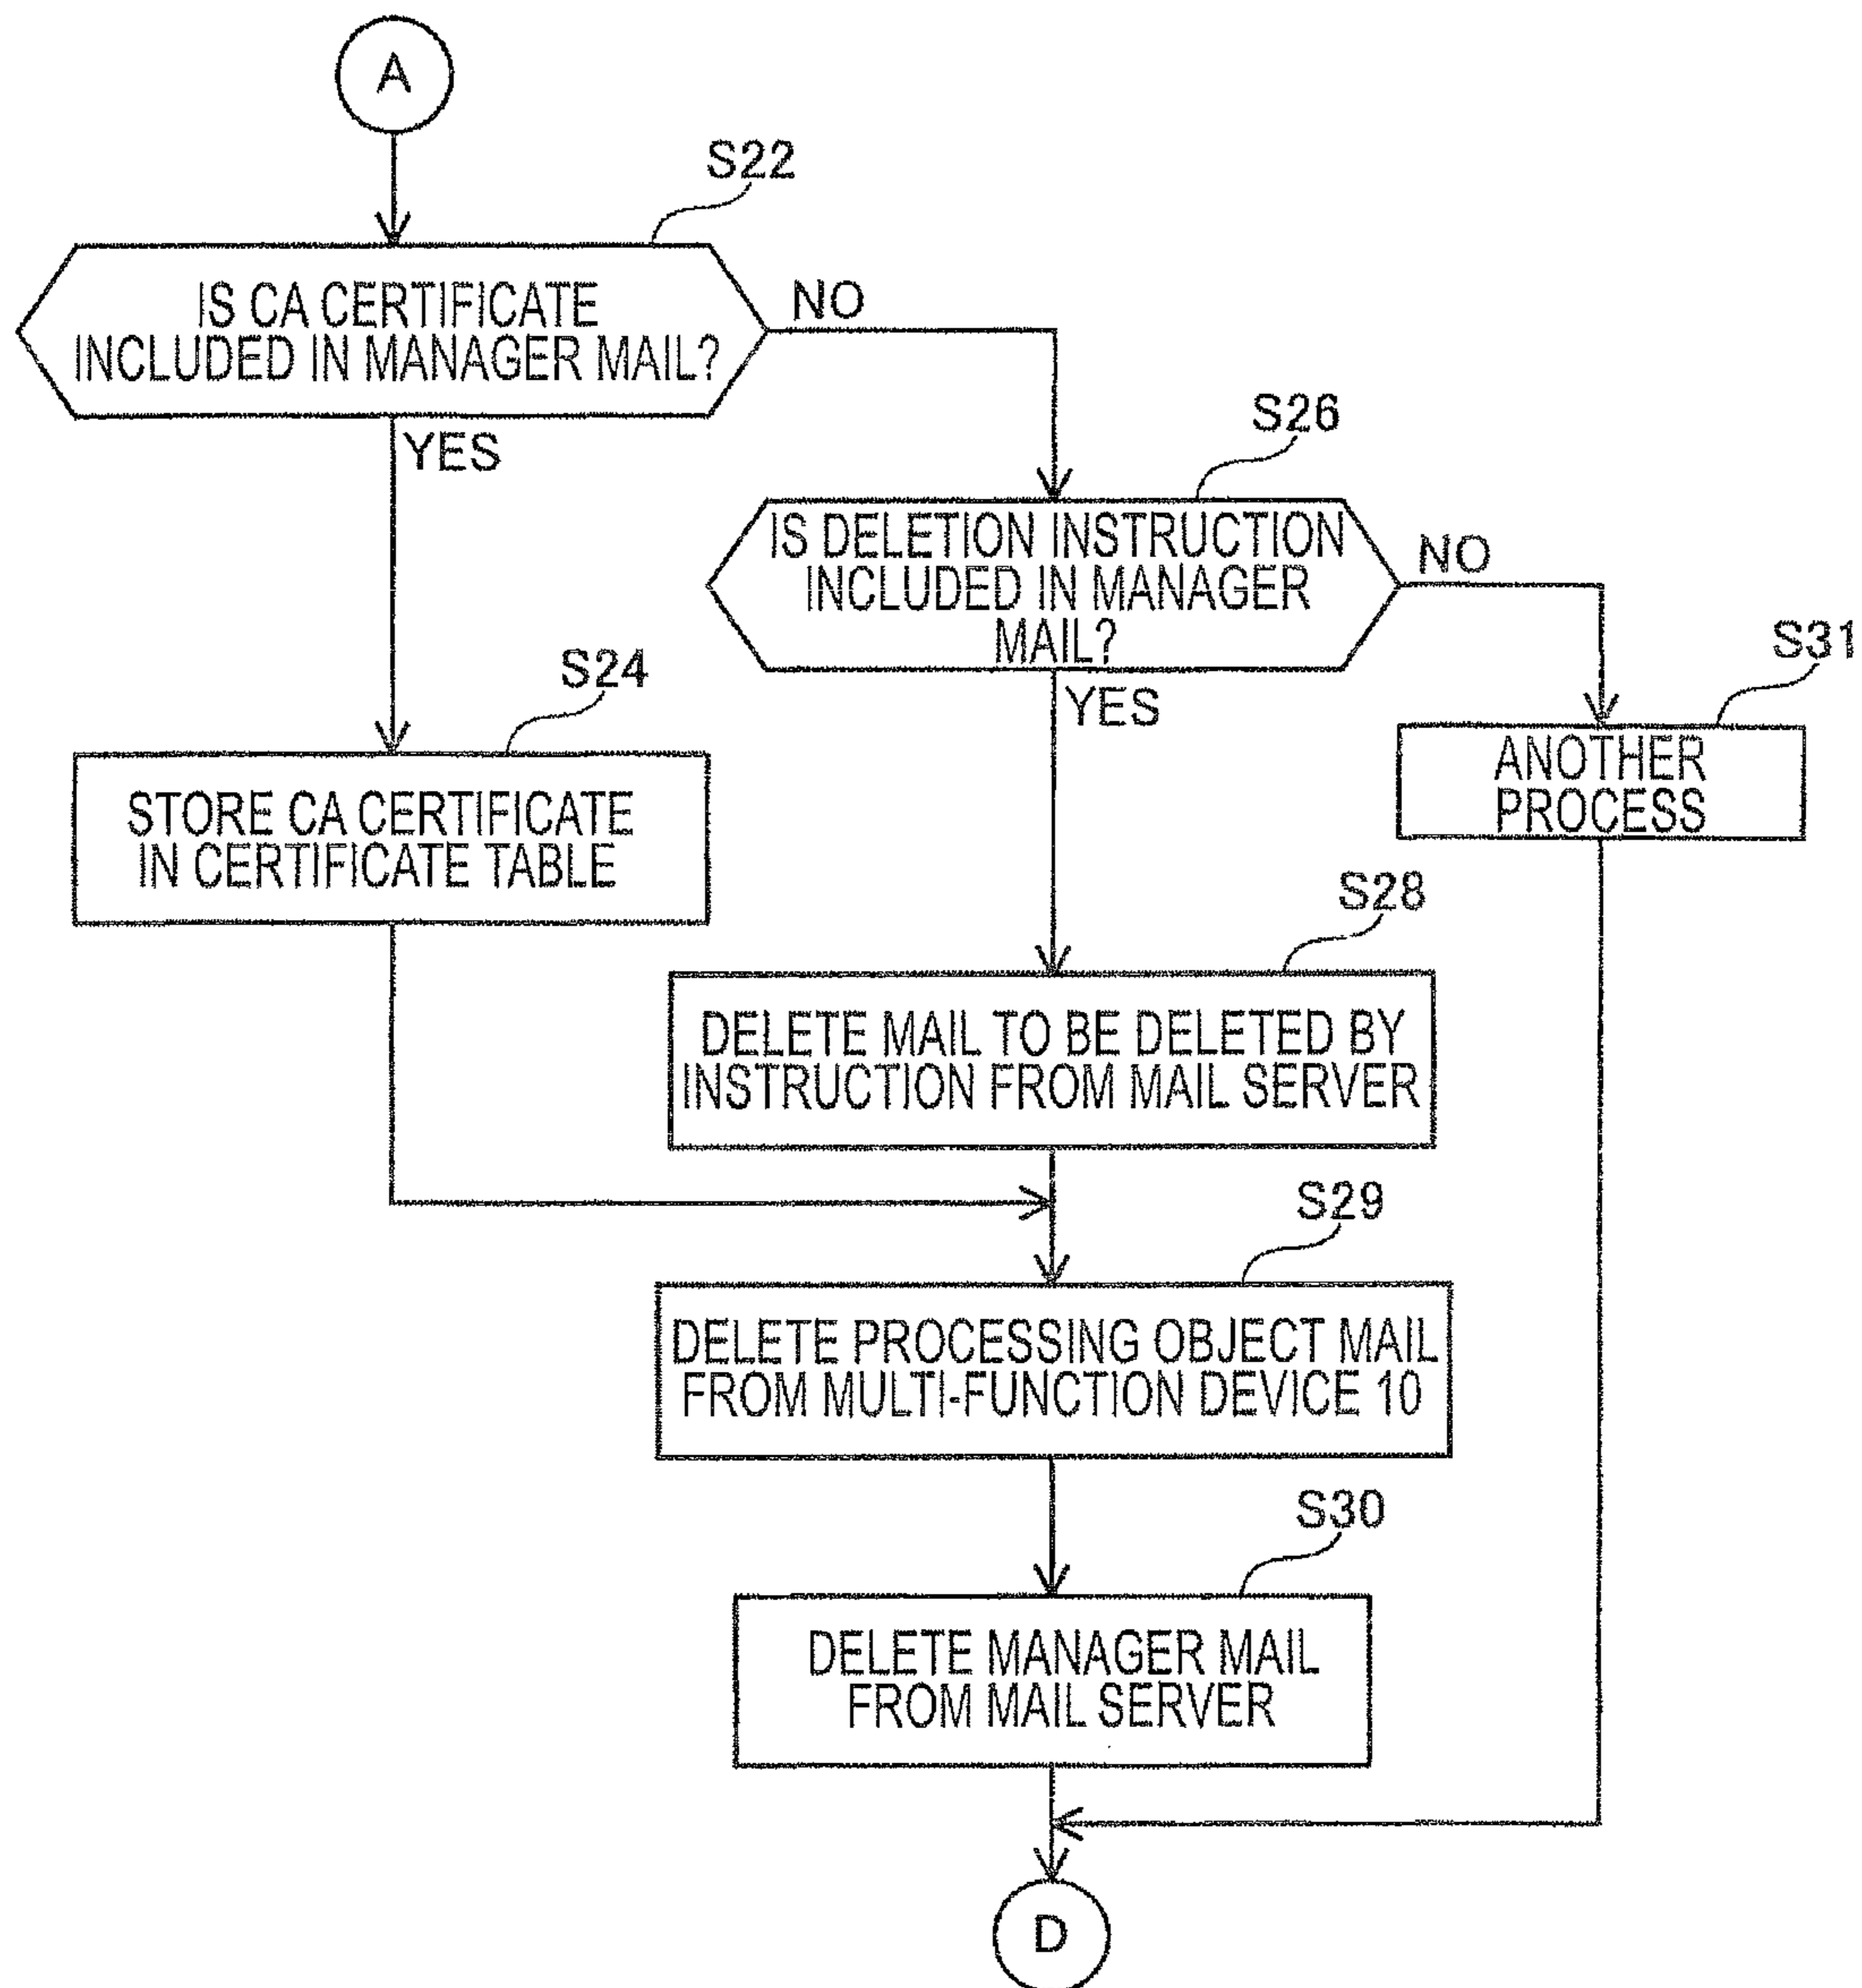 A
S22
IS CA CERTIFICATE
INCLUDED IN MANAGER MAIL?
NO
YES
S26
IS DELETION INSTRUCTION
INCLUDED IN MANAGER
MAIL?
NO
YES
S31
ANOTHER
PROCESS
S24
STORE CA CERTIFICATE
IN CERTIFICATE TABLE
S28
DELETE MAIL TO BE DELETED BY
INSTRUCTION FROM MAIL SERVER
S29
DELETE PROCESSING OBJECT MAIL
FROM MULTI-FUNCTION DEVICE 10
S30
DELETE MANAGER MAIL
FROM MAIL SERVER
D